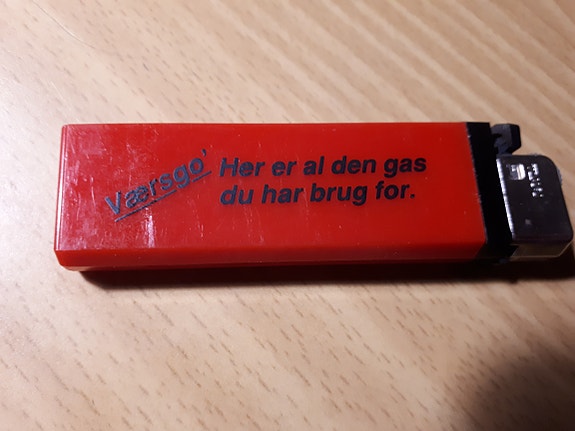 Værsgo'
Her er al den gas
du har brug for.